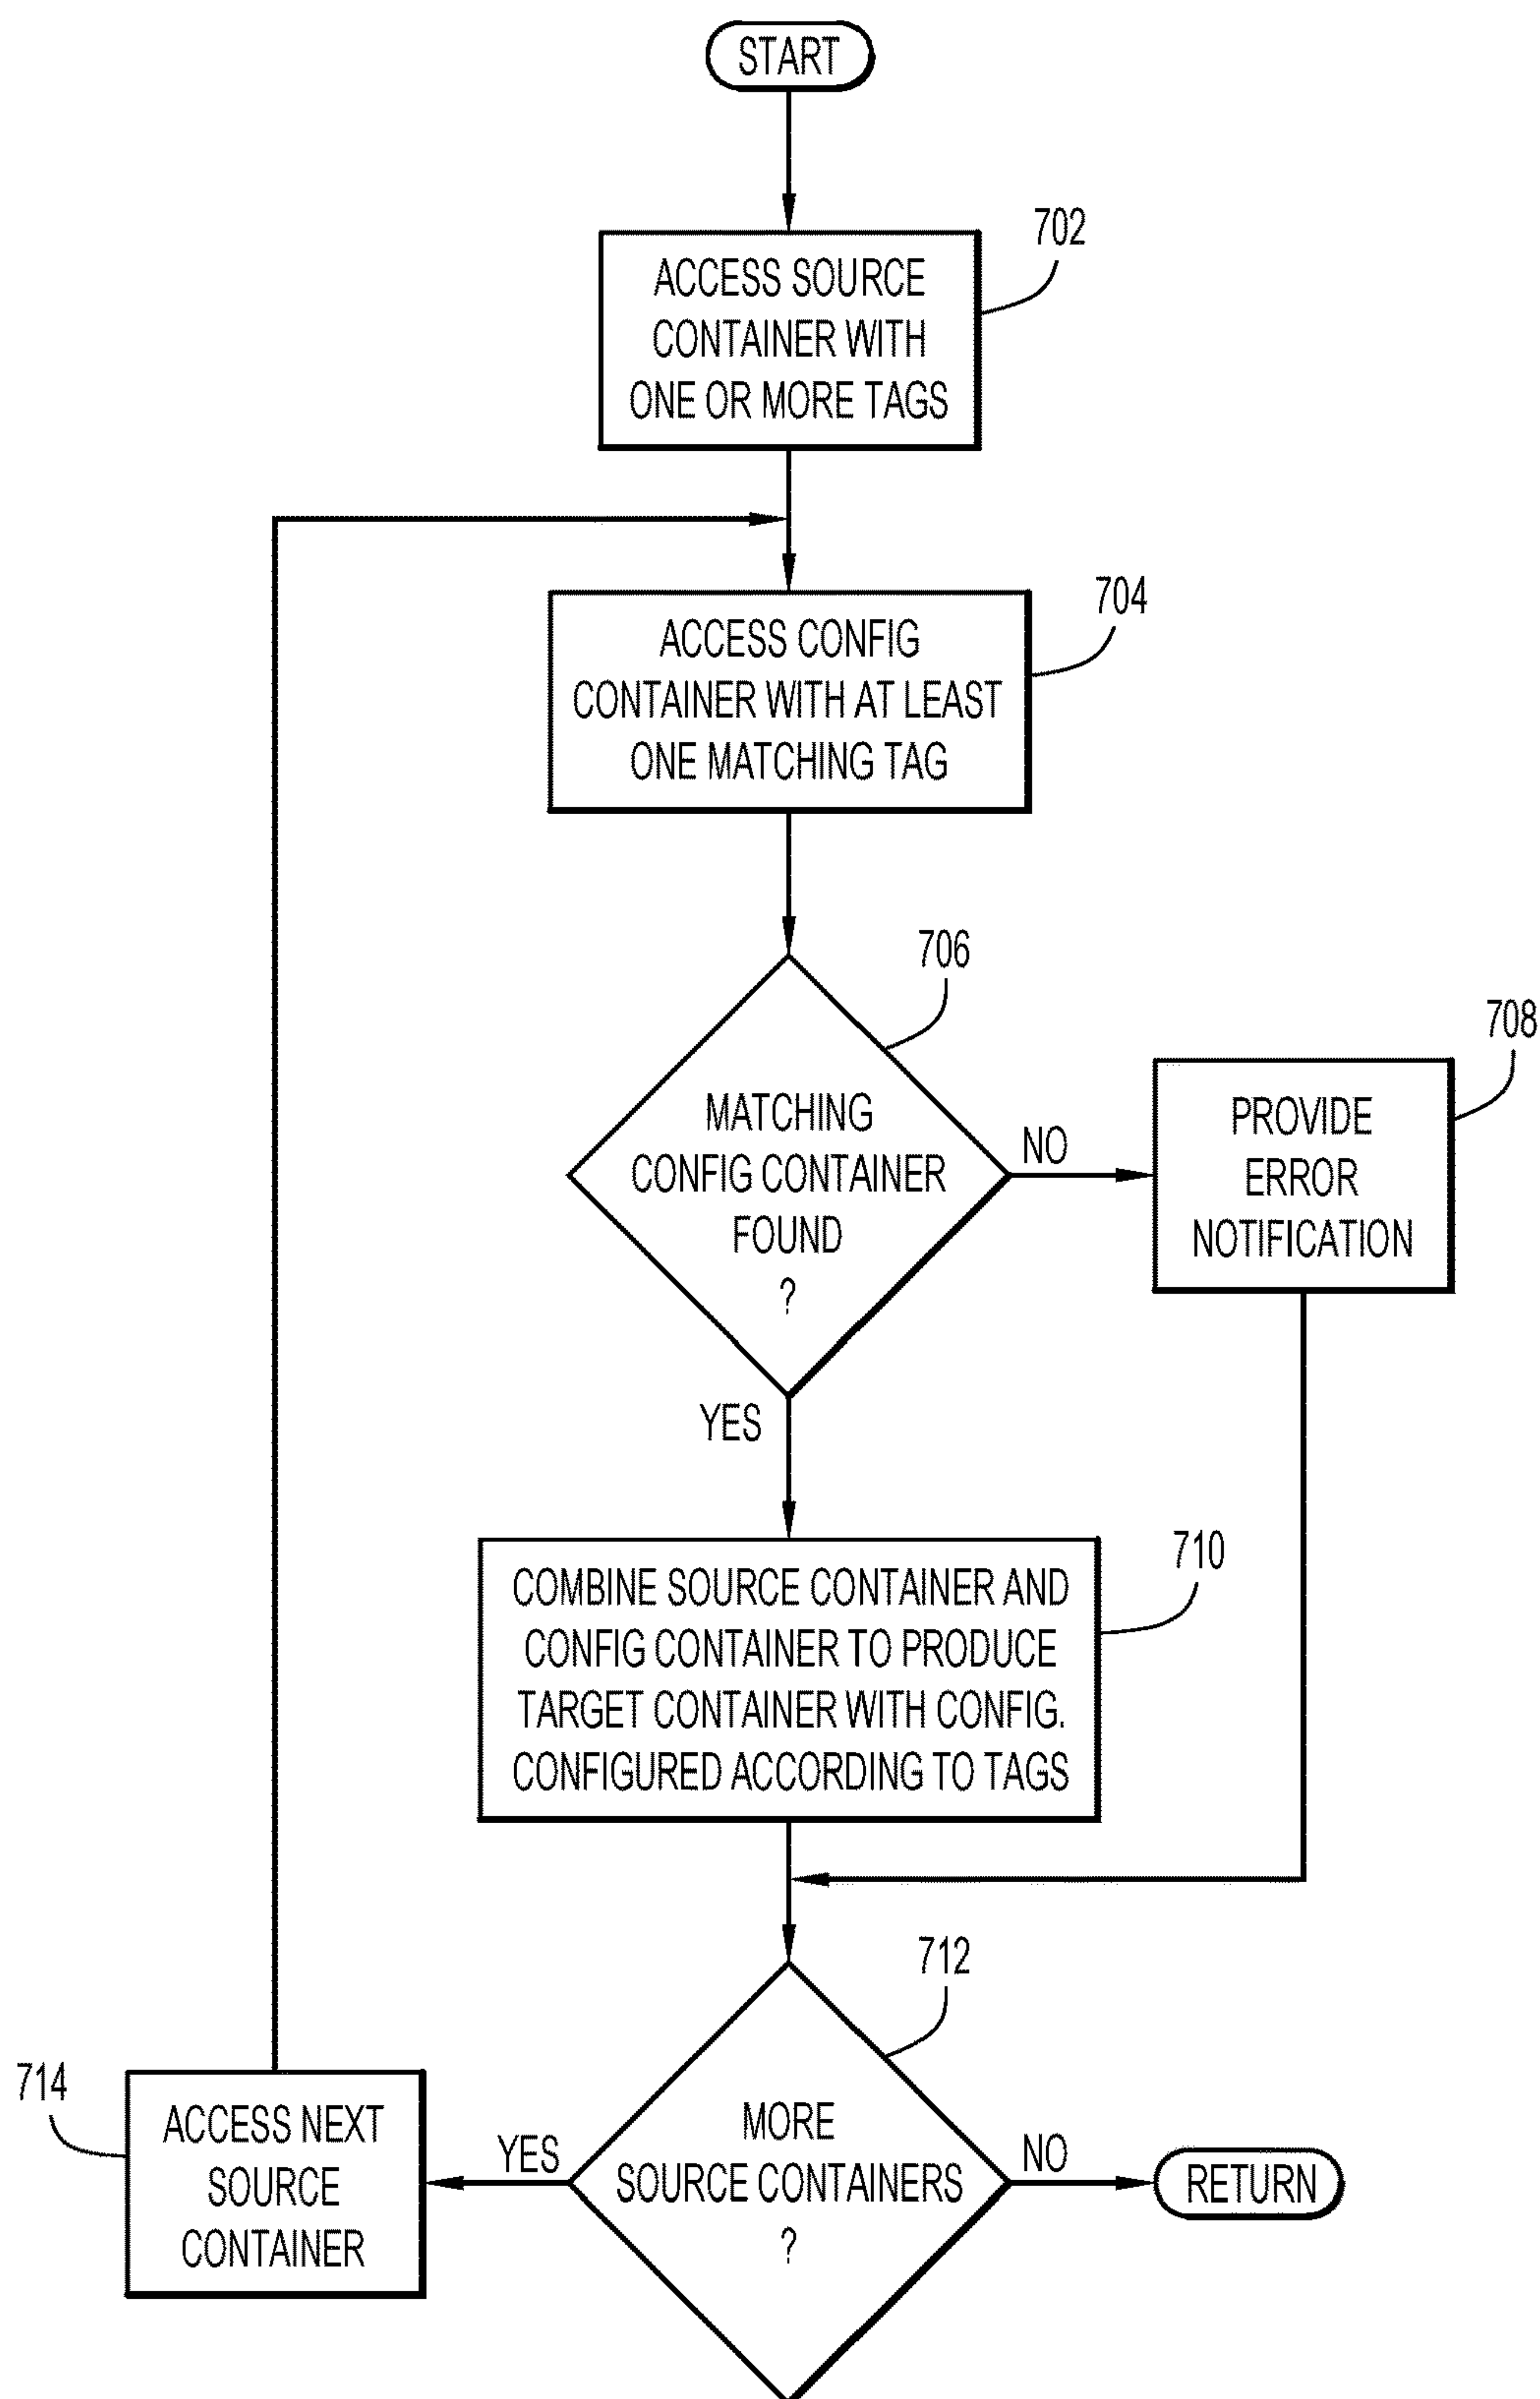 START
702
ACCESS SOURCE
CONTAINER WITH
ONE OR MORE TAGS
704
ACCESS CONFIG
CONTAINER WITH AT LEAST
ONE MATCHING TAG
706
MATCHING
CONFIG CONTAINER
FOUND
?
NO
708
PROVIDE
ERROR
NOTIFICATION
YES
710
COMBINE SOURCE CONTAINER AND
CONFIG CONTAINER TO PRODUCE
TARGET CONTAINER WITH CONFIG.
CONFIGURED ACCORDING TO TAGS
712
MORE
SOURCE CONTAINERS
?
YES
714
ACCESS NEXT
SOURCE
CONTAINER
NO
RETURN